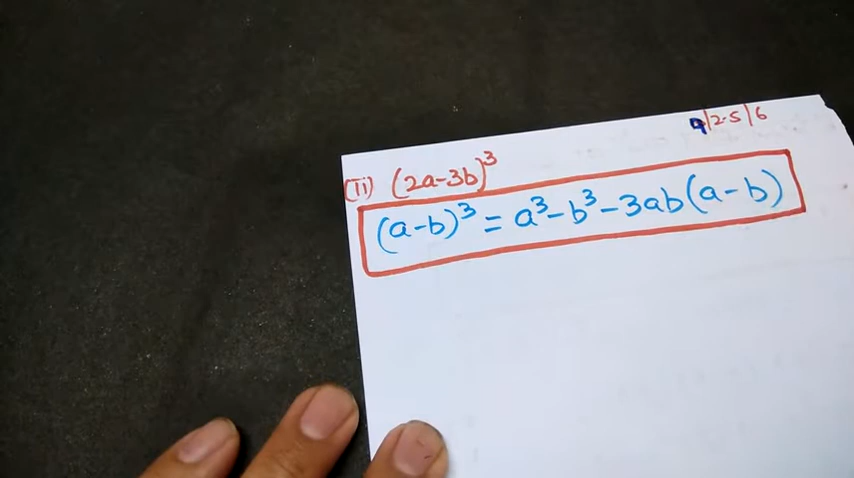 9|2.5|6
(ii) (2a-3b)³
(a-b)³ = a³-b³-3ab(a-b)